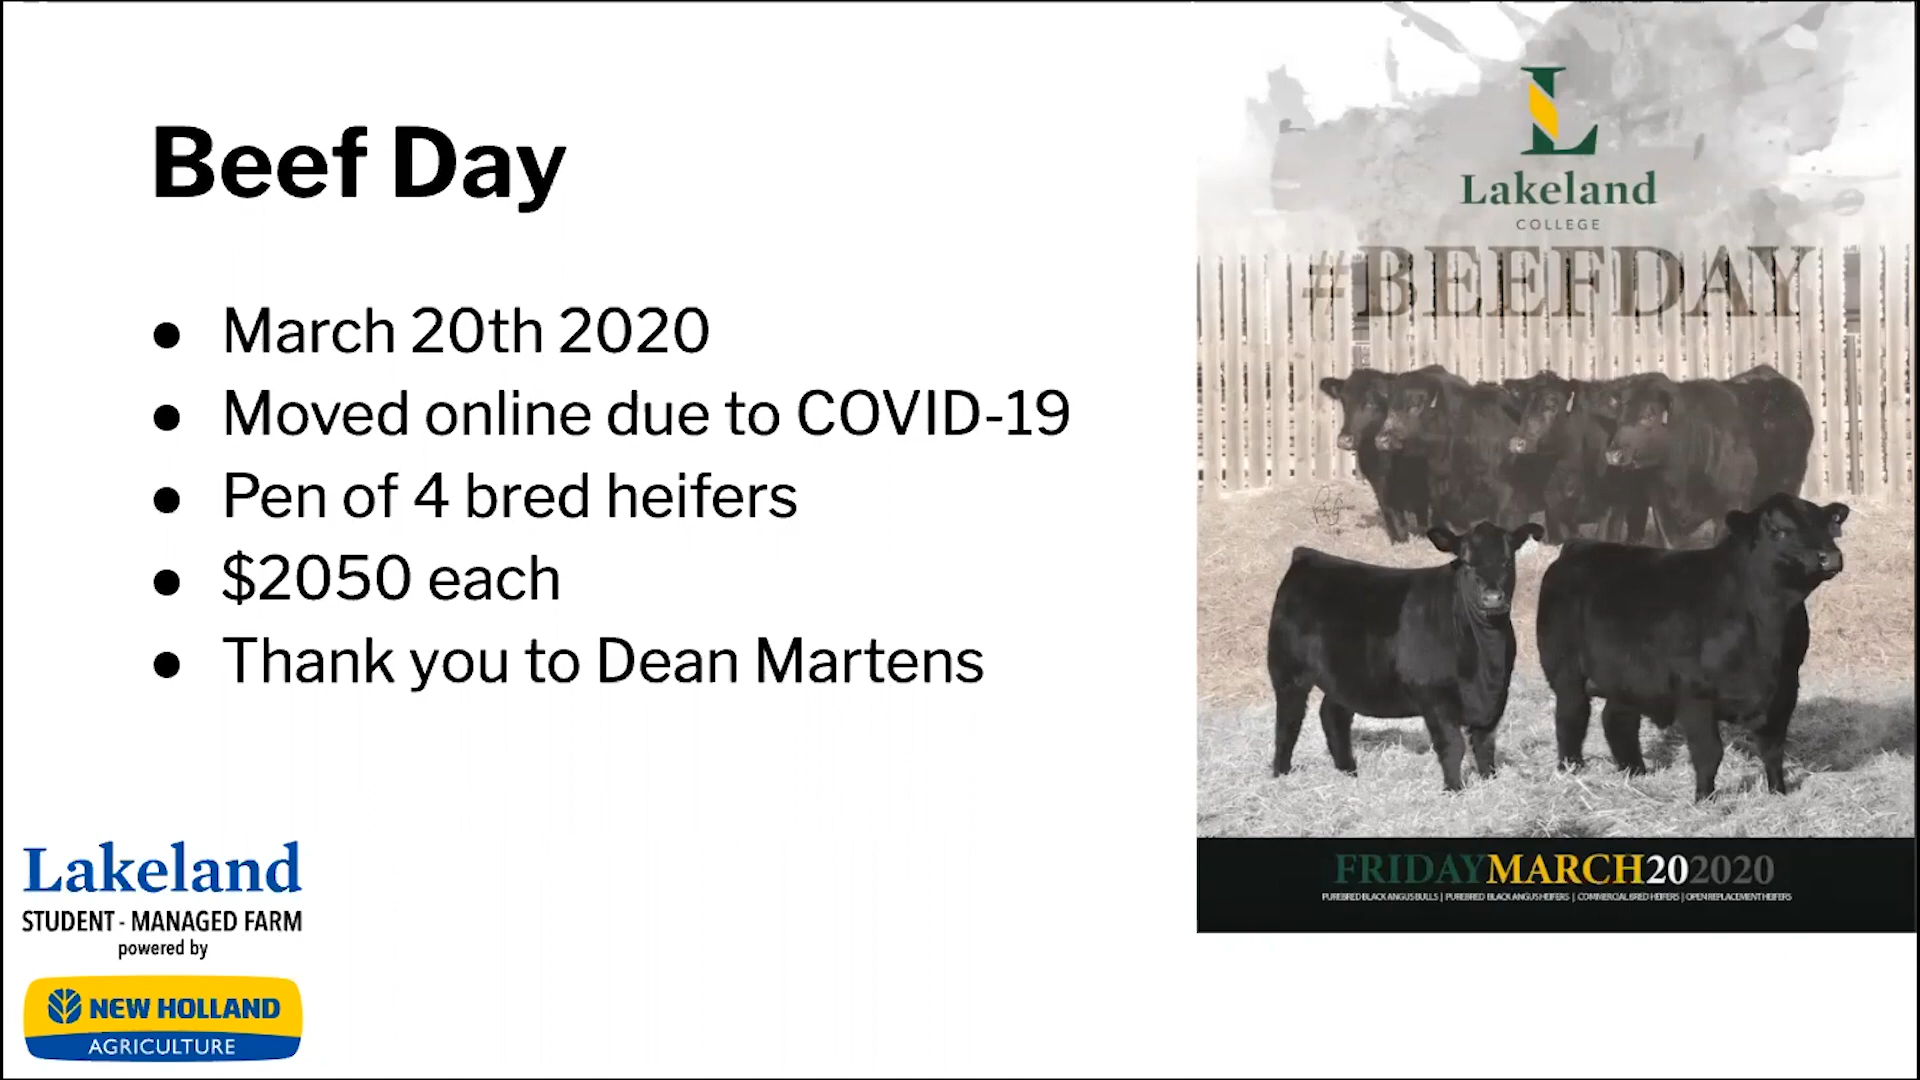 Beef Day
● March 20th 2020
● Moved online due to COVID-19
● Pen of 4 bred heifers
● $2050 each
● Thank you to Dean Martens
Lakeland
STUDENT - MANAGED FARM
powered by
NEW HOLLAND
AGRICULTURE
Lakeland
COLLEGE
#BEEFDAY
FRIDAYMARCH202020
PUREBRED BLACK ANGUS BULLS | PUREBRED BLACK ANGUS HEIFERS | COMMERCIAL BRED HEIFERS | OPEN REPLACEMENT HEIFERS